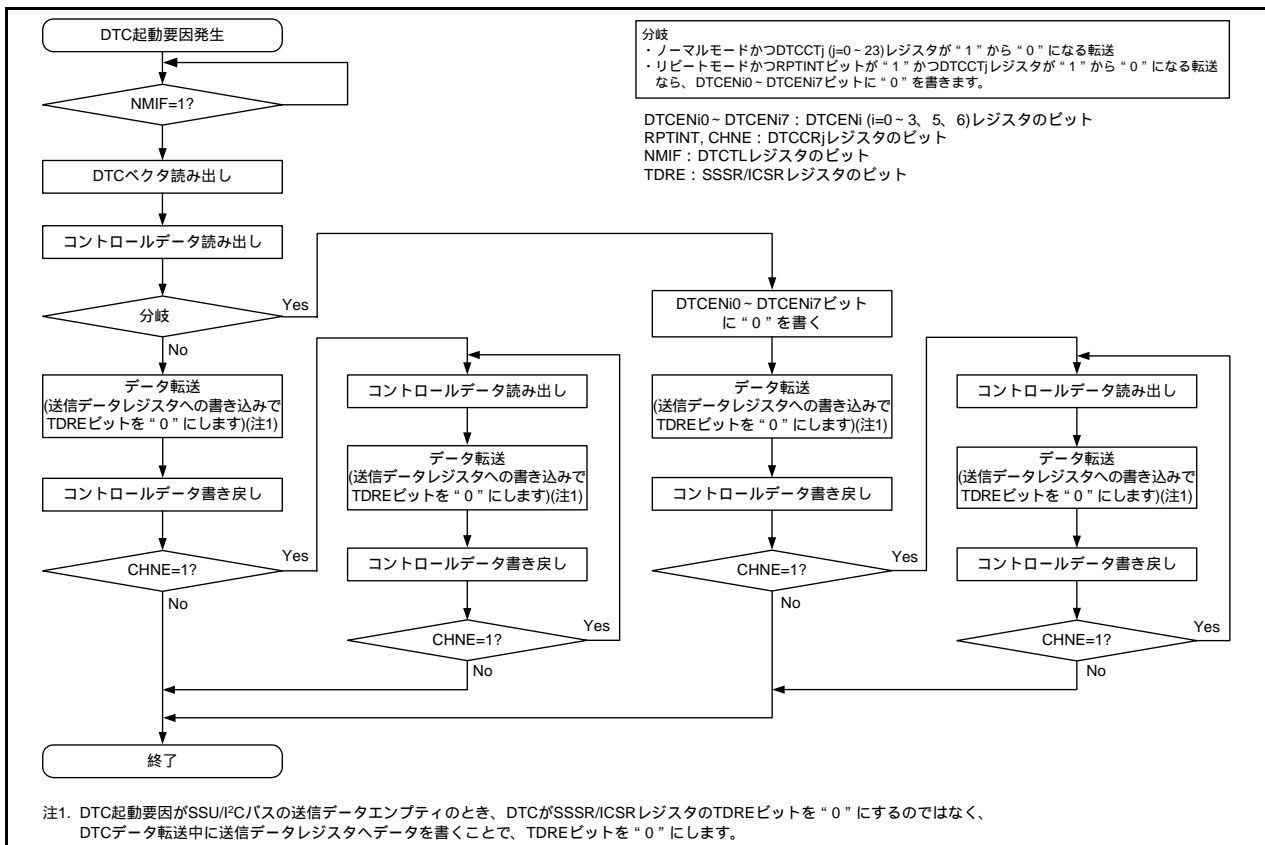 DTC起動要因発生
NMIF=1?
DTCベクタ読み出し
コントロールデータ読み出し
分岐
Yes
No
データ転送
(送信データレジスタへの書き込みで
TDREビットを“0”にします)(注1)
コントロールデータ書き戻し
CHNE=1?
Yes
No
コントロールデータ読み出し
データ転送
(送信データレジスタへの書き込みで
TDREビットを“0”にします)(注1)
コントロールデータ書き戻し
CHNE=1?
Yes
No
分岐
・ノーマルモードかつDTCCTj (j=0~23)レジスタが“1”から“0”になる転送
・リピートモードかつRPTINTビットが“1”かつDTCCTjレジスタが“1”から“0”になる転送
なら、DTCENi0~DTCENi7ビットに“0”を書きます。
DTCENi0~DTCENi7:DTCENi (i=0~3、5、6)レジスタのビット
RPTINT, CHNE:DTCCRjレジスタのビット
NMIF:DTCTLレジスタのビット
TDRE:SSSR/ICSRレジスタのビット
DTCENi0~DTCENi7ビット
に“0”を書く
データ転送
(送信データレジスタへの書き込みで
TDREビットを“0”にします)(注1)
コントロールデータ書き戻し
CHNE=1?
Yes
No
コントロールデータ読み出し
データ転送
(送信データレジスタへの書き込みで
TDREビットを“0”にします)(注1)
コントロールデータ書き戻し
CHNE=1?
Yes
No
終了
注1. DTC起動要因がSSU/I²Cバスの送信データエンプティのとき、DTCがSSSR/ICSRレジスタのTDREビットを“0”にするのではなく、
DTCデータ転送中に送信データレジスタへデータを書くことで、TDREビットを“0”にします。